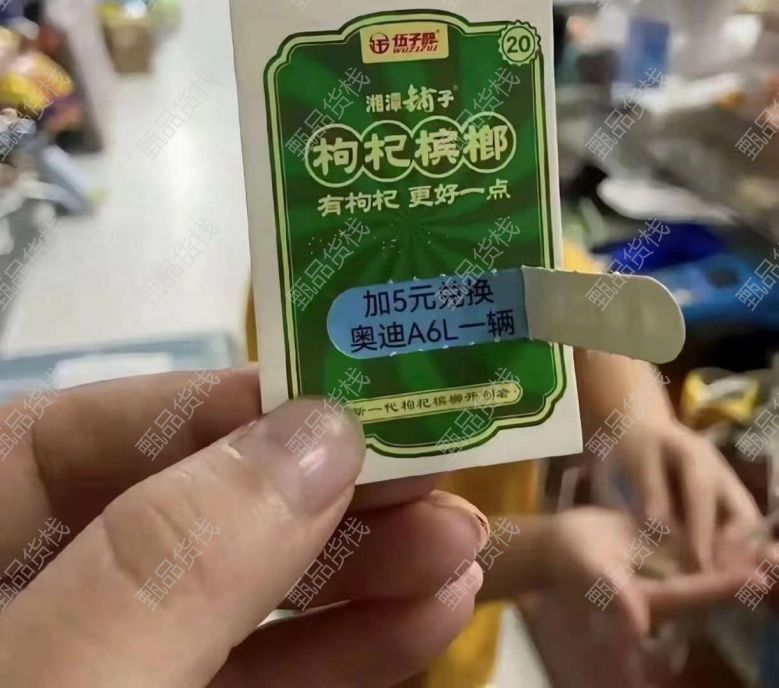 伍子醉
WUZIZUI
20
湘潭铺子
枸杞槟榔
有枸杞 更好一点
加5元兑换
奥迪A6L一辆
新一代枸杞槟榔开创者
甄品货栈